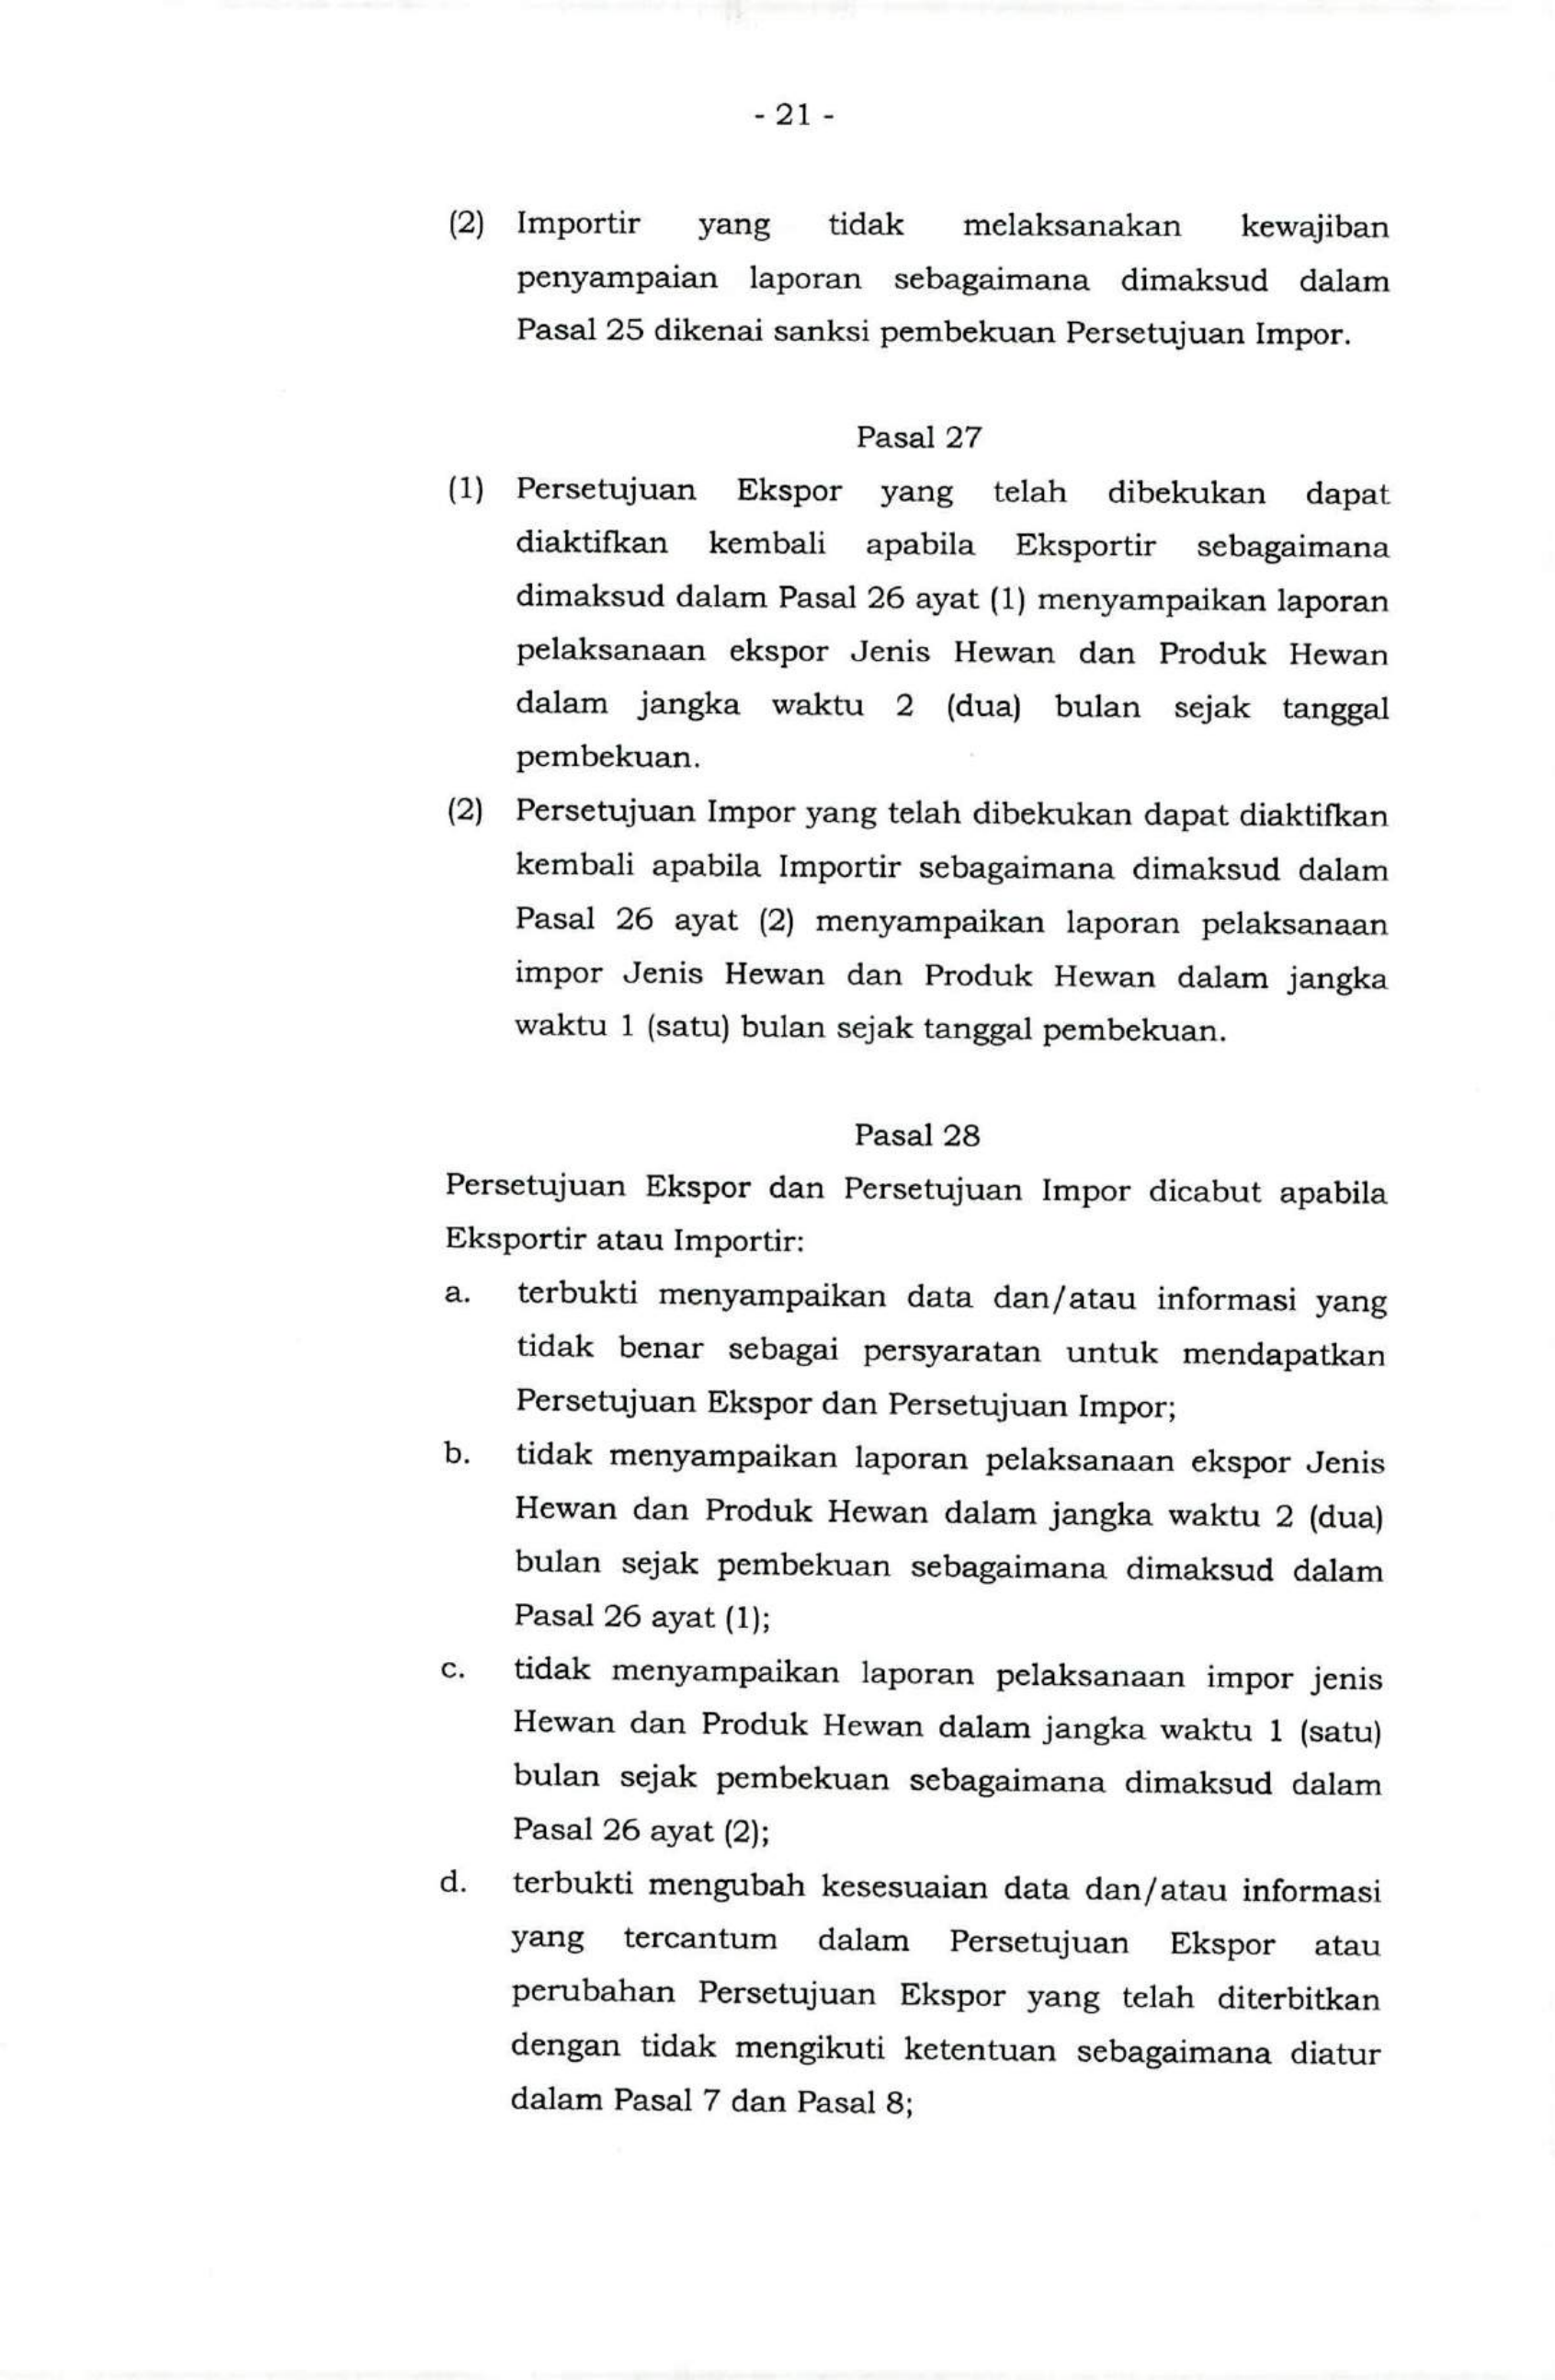 - 21 -
(2) Importir yang tidak melaksanakan kewajiban
penyampaian laporan sebagaimana dimaksud dalam
Pasal 25 dikenai sanksi pembekuan Persetujuan Impor.
Pasal 27
(1) Persetujuan Ekspor yang telah dibekukan dapat
diaktifkan kembali apabila Eksportir sebagaimana
dimaksud dalam Pasal 26 ayat (1) menyampaikan laporan
pelaksanaan ekspor Jenis Hewan dan Produk Hewan
dalam jangka waktu 2 (dua) bulan sejak tanggal
pembekuan.
(2) Persetujuan Impor yang telah dibekukan dapat diaktifkan
kembali apabila Importir sebagaimana dimaksud dalam
Pasal 26 ayat (2) menyampaikan laporan pelaksanaan
impor Jenis Hewan dan Produk Hewan dalam jangka
waktu 1 (satu) bulan sejak tanggal pembekuan.
Pasal 28
Persetujuan Ekspor dan Persetujuan Impor dicabut apabila
Eksportir atau Importir:
a. terbukti menyampaikan data dan/atau informasi yang
tidak benar sebagai persyaratan untuk mendapatkan
Persetujuan Ekspor dan Persetujuan Impor;
b. tidak menyampaikan laporan pelaksanaan ekspor Jenis
Hewan dan Produk Hewan dalam jangka waktu 2 (dua)
bulan sejak pembekuan sebagaimana dimaksud dalam
Pasal 26 ayat (1);
c. tidak menyampaikan laporan pelaksanaan impor jenis
Hewan dan Produk Hewan dalam jangka waktu 1 (satu)
bulan sejak pembekuan sebagaimana dimaksud dalam
Pasal 26 ayat (2);
d. terbukti mengubah kesesuaian data dan/atau informasi
yang tercantum dalam Persetujuan Ekspor atau
perubahan Persetujuan Ekspor yang telah diterbitkan
dengan tidak mengikuti ketentuan sebagaimana diatur
dalam Pasal 7 dan Pasal 8;